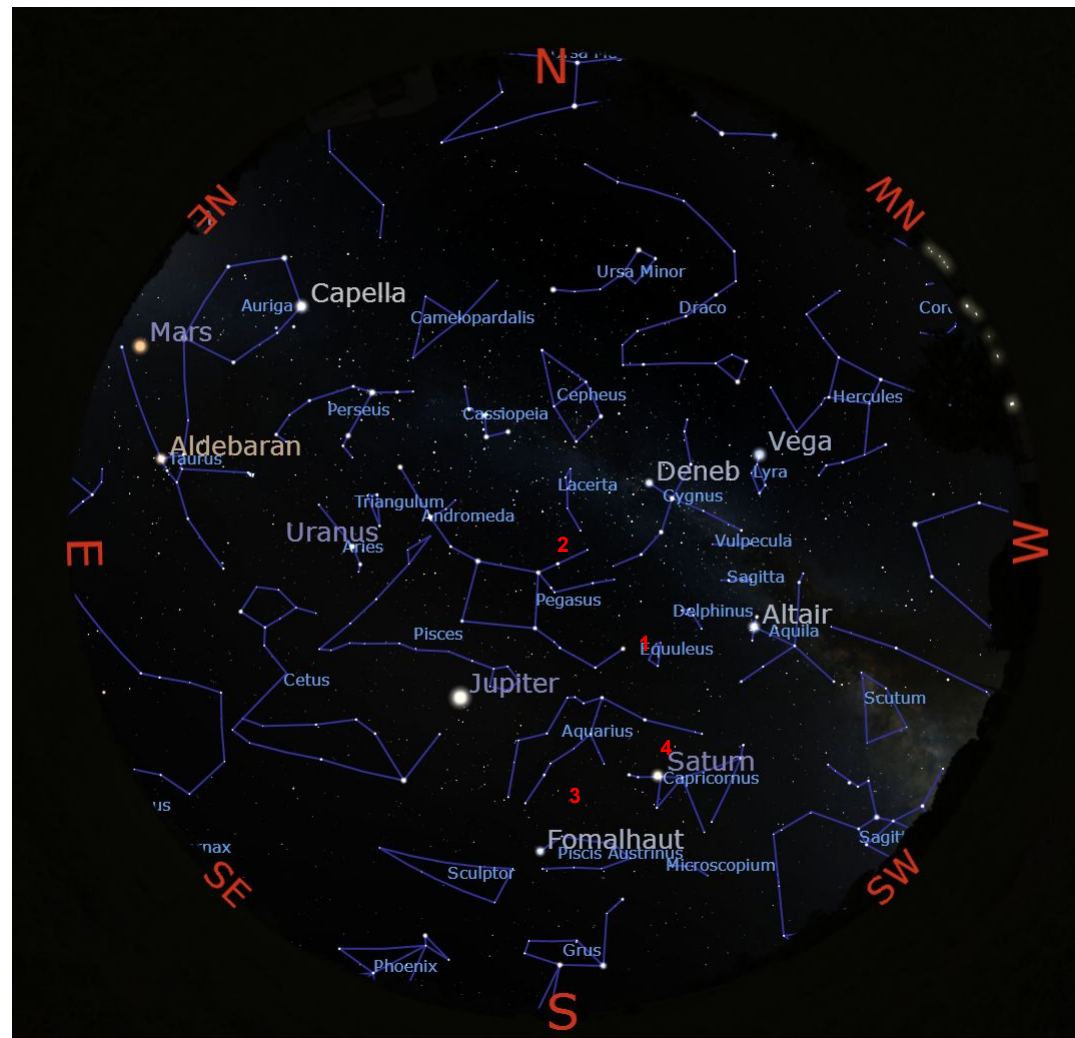 N
NE
NW
Ursa Minor
Capella
Auriga
Camelopardalis
Draco
Mars
Cepheus
Hercules
Perseus
Cassiopeia
Vega
Aldebaran
Taurus
Deneb
Lyra
Lacerta
Cygnus
Triangulum
Andromeda
Uranus
Aries
2
Vulpecula
E
W
Sagitta
Pegasus
Delphinus
Altair
Aquila
Pisces
1
Equuleus
Cetus
Jupiter
Scutum
Aquarius
4
Saturn
Capricornus
3
Fomalhaut
Piscis Austrinus
Microscopium
Sculptor
SE
SW
Grus
Phoenix
S